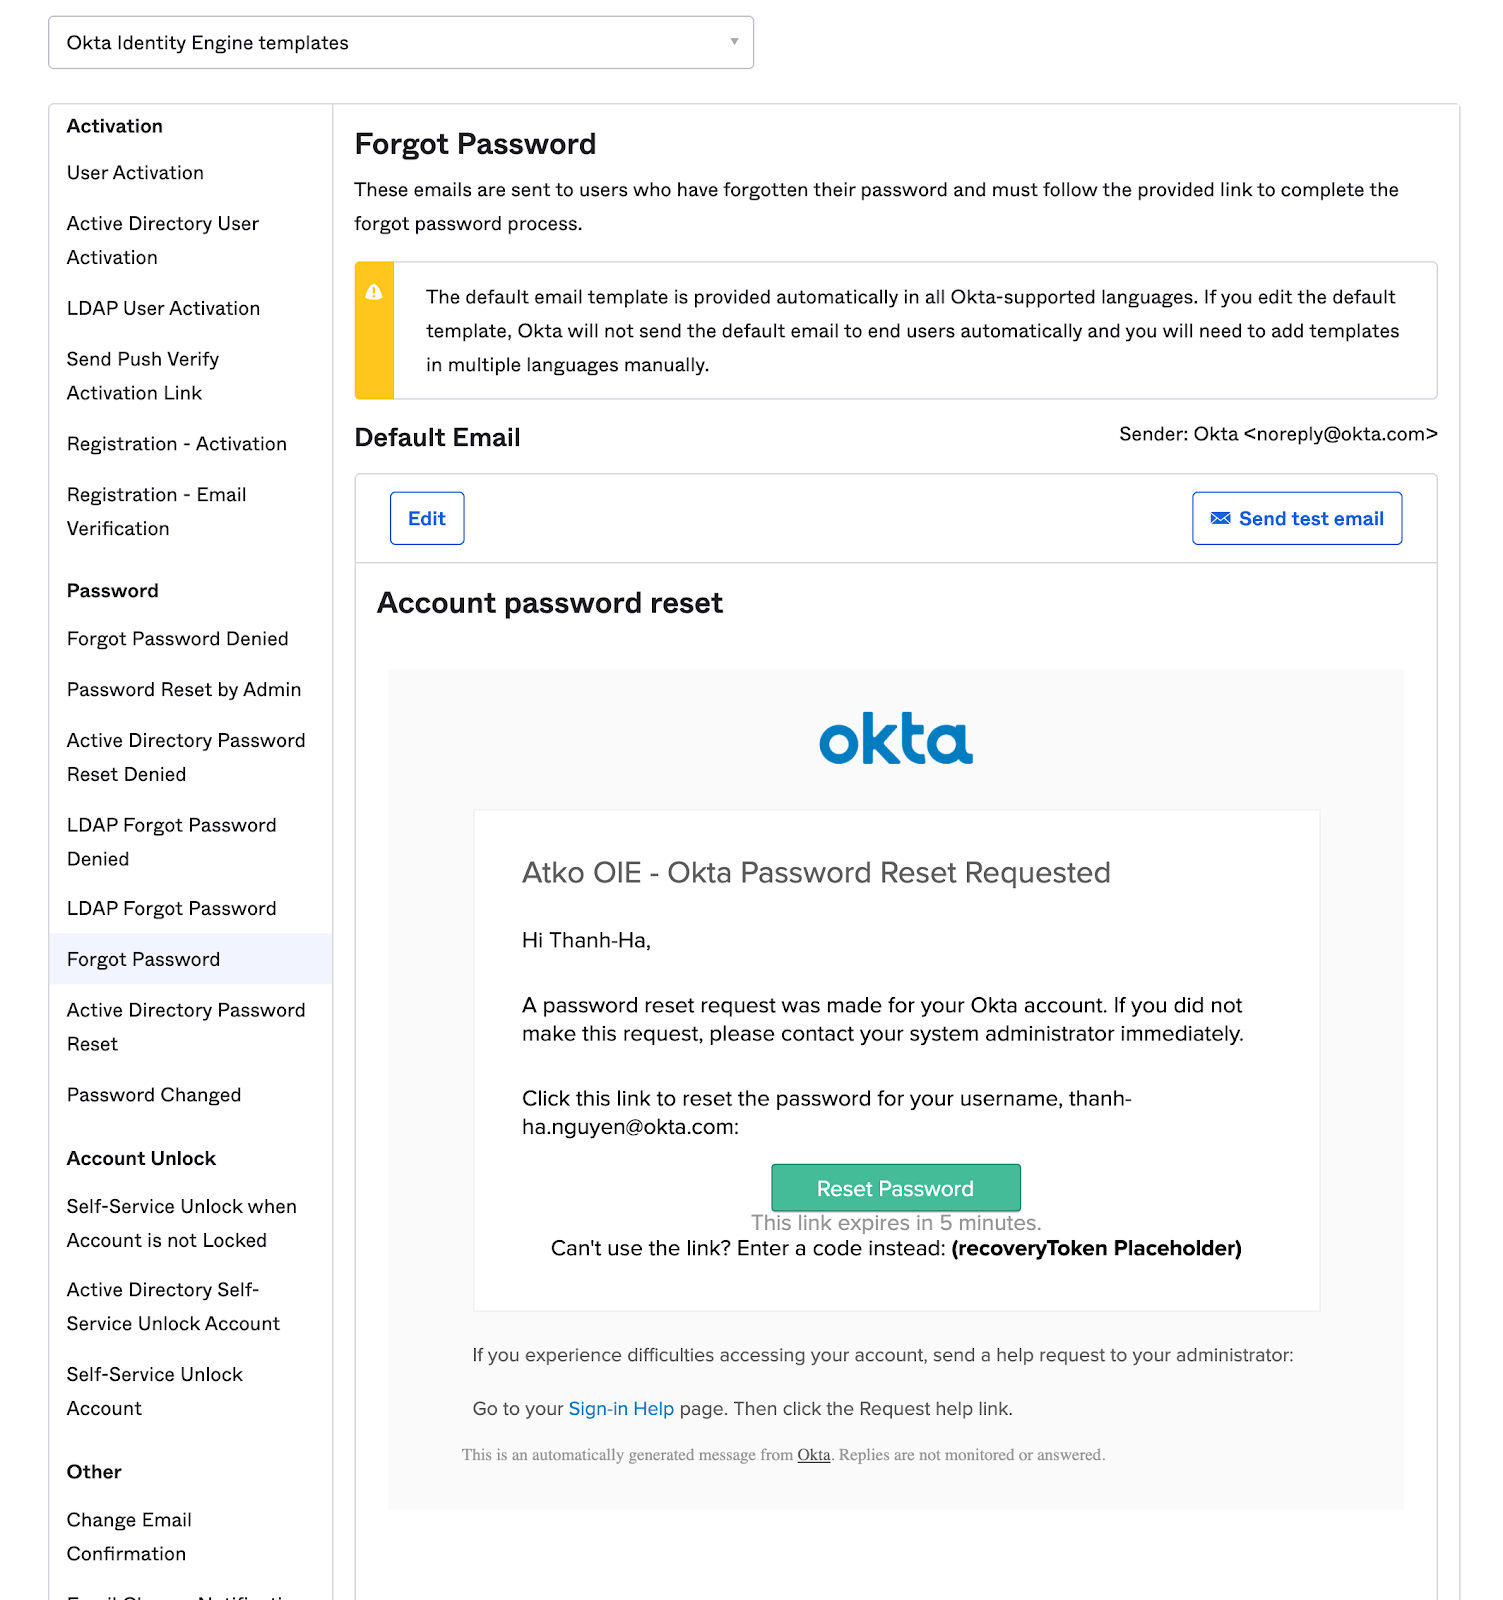 Okta Identity Engine templates
Activation
User Activation
Active Directory User
Activation
LDAP User Activation
Send Push Verify
Activation Link
Registration - Activation
Registration - Email
Verification
Password
Forgot Password Denied
Password Reset by Admin
Active Directory Password
Reset Denied
LDAP Forgot Password
Denied
LDAP Forgot Password
Forgot Password
Active Directory Password
Reset
Password Changed
Account Unlock
Self-Service Unlock when
Account is not Locked
Active Directory Self-
Service Unlock Account
Self-Service Unlock
Account
Other
Change Email
Confirmation
Forgot Password
These emails are sent to users who have forgotten their password and must follow the provided link to complete the
forgot password process.
The default email template is provided automatically in all Okta-supported languages. If you edit the default
template, Okta will not send the default email to end users automatically and you will need to add templates
in multiple languages manually.
Default Email
Sender: Okta <noreply@okta.com>
Edit
Send test email
Account password reset
okta
Atko OIE - Okta Password Reset Requested
Hi Thanh-Ha,
A password reset request was made for your Okta account. If you did not
make this request, please contact your system administrator immediately.
Click this link to reset the password for your username, thanh-
ha.nguyen@okta.com:
Reset Password
This link expires in 5 minutes.
Can't use the link? Enter a code instead: (recoveryToken Placeholder)
If you experience difficulties accessing your account, send a help request to your administrator:
Go to your Sign-in Help page. Then click the Request help link.
This is an automatically generated message from Okta. Replies are not monitored or answered.